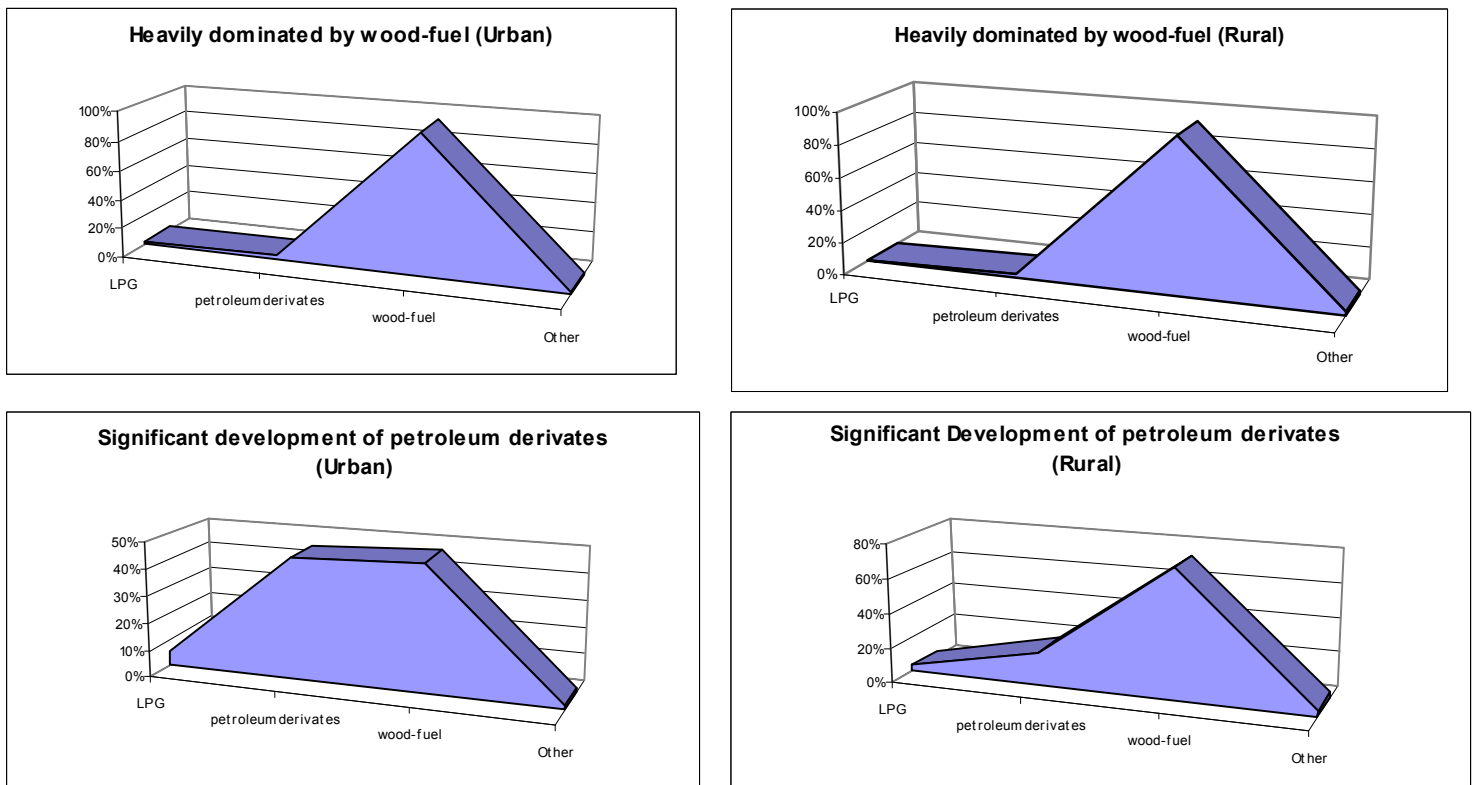 Heavily dominated by wood-fuel (Urban)
100%
80%
60%
40%
20%
0%
LPG
petroleum derivates
wood-fuel
Other
Heavily dominated by wood-fuel (Rural)
100%
80%
60%
40%
20%
0%
LPG
petroleum derivates
wood-fuel
Other
Significant development of petroleum derivates
(Urban)
50%
40%
30%
20%
10%
0%
LPG
petroleum derivates
wood-fuel
Other
Significant Development of petroleum derivates
(Rural)
80%
60%
40%
20%
0%
LPG
petroleum derivates
wood-fuel
Other